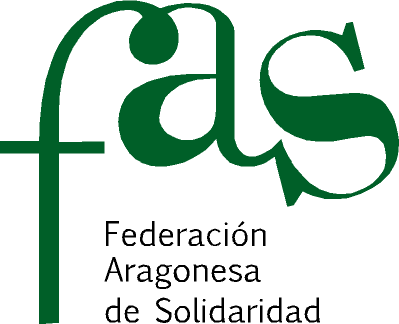 fas
Federación
Aragonesa
de Solidaridad